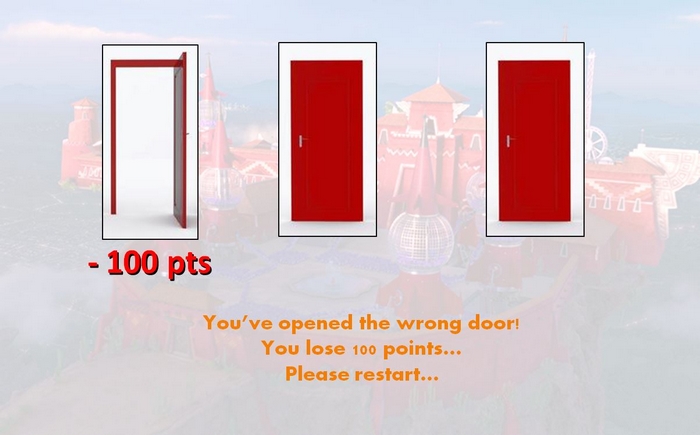 - 100 pts
You've opened the wrong door!
You lose 100 points...
Please restart...